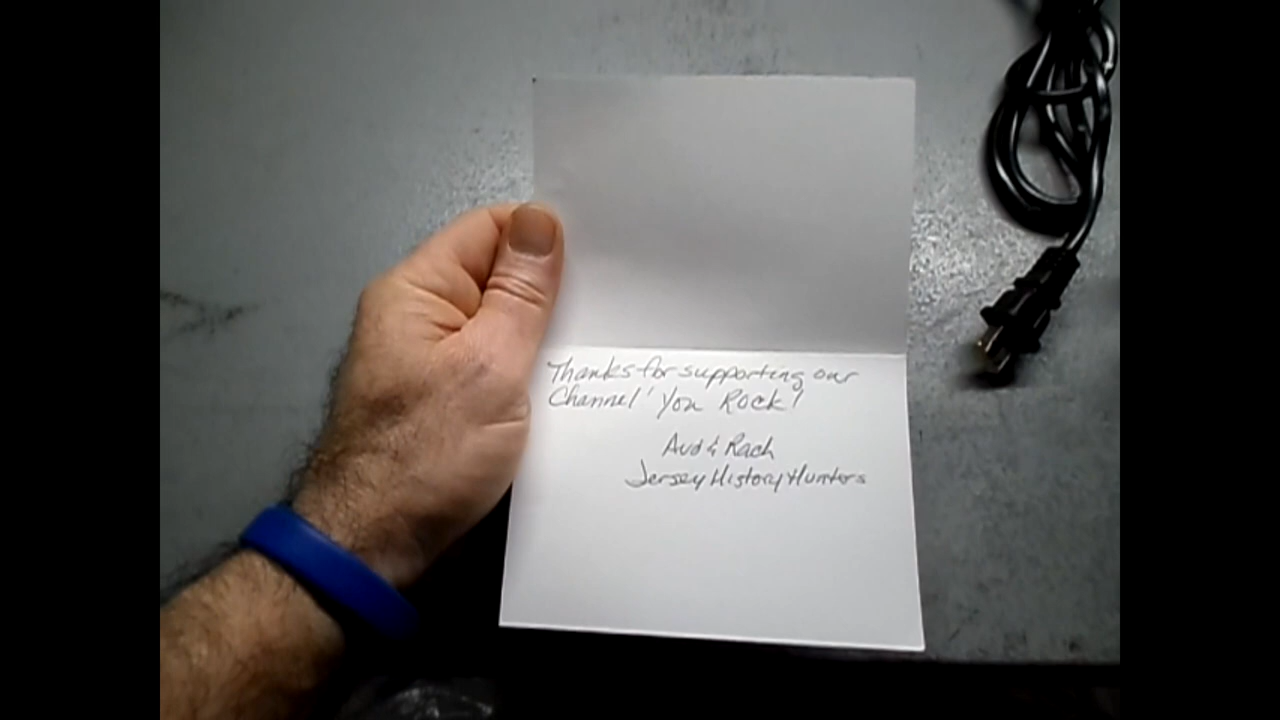 Thanks for supporting our
Channel! You Rock!
Aud & Rach
Jersey History Hunters